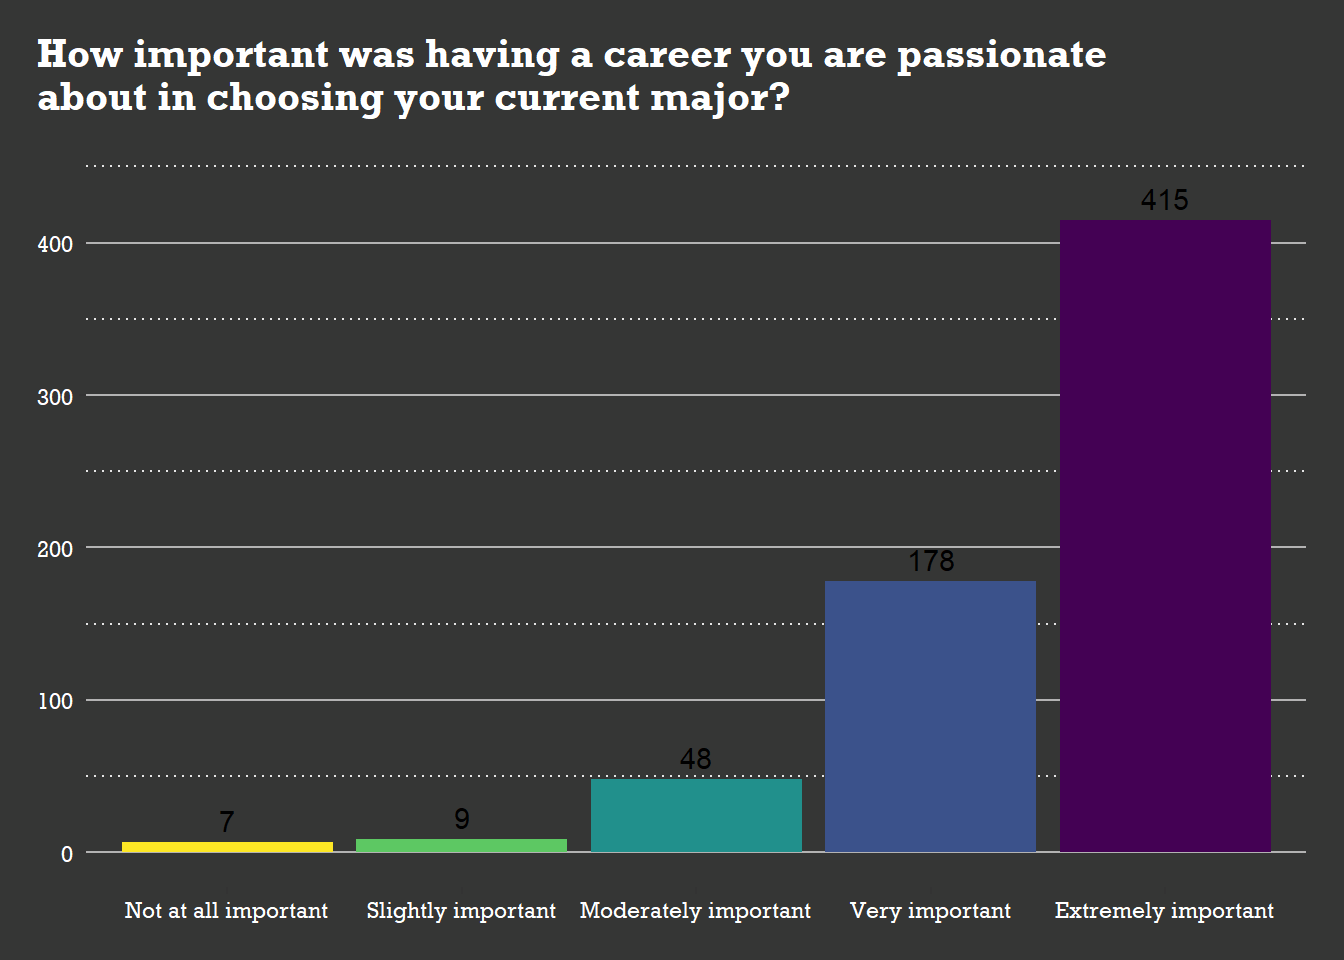 How important was having a career you are passionate
about in choosing your current major?
415
400
300
200
178
100
48
9
7
0
Not at all important
Slightly important
Moderately important
Very important
Extremely important